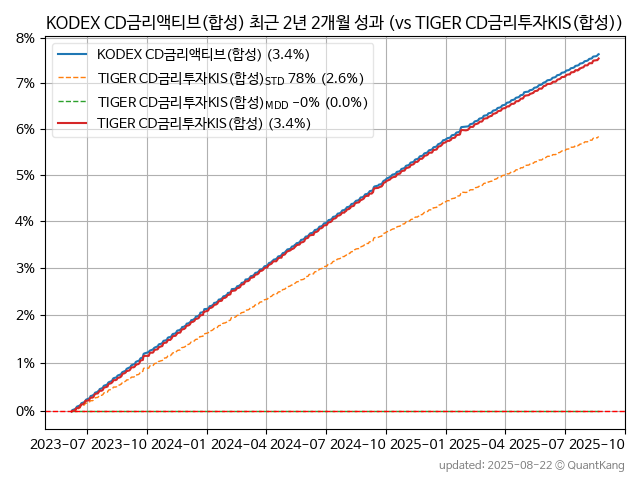 KODEX CD금리액티브(합성) 최근 2년 2개월 성과 (vs TIGER CD금리투자KIS(합성))
8%
KODEX CD금리액티브(합성) (3.4%)
TIGER CD금리투자KIS(합성)STD 78% (2.6%)
TIGER CD금리투자KIS(합성)MDD −0% (0.0%)
TIGER CD금리투자KIS(합성) (3.4%)
7%
6%
5%
4%
3%
2%
1%
0%
2023-07 2023-10 2024-01 2024-04 2024-07 2024-10 2025-01 2025-04 2025-07 2025-10
updated: 2025-08-22 © QuantKang